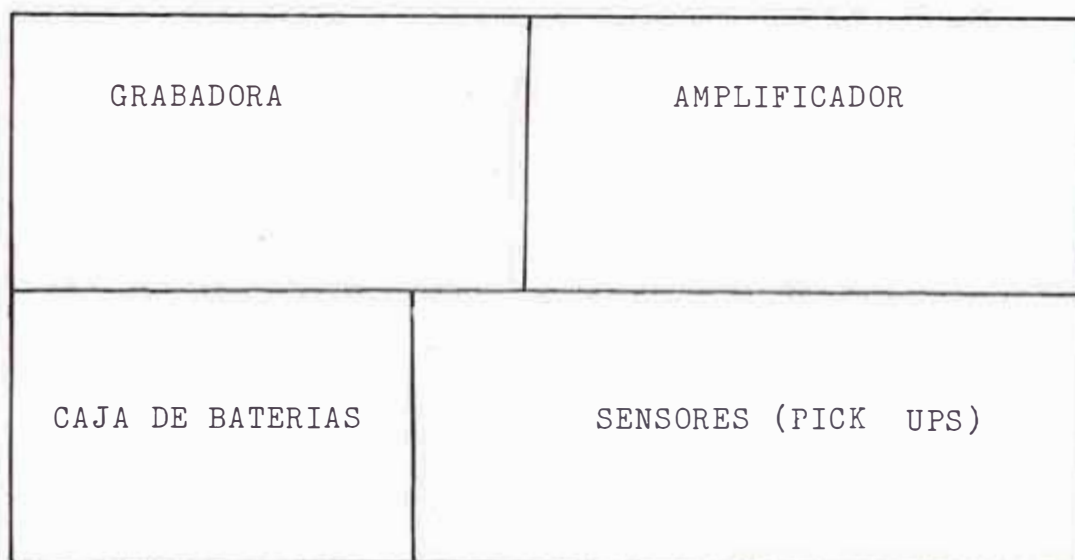 GRABADORA
AMPLIFICADOR
CAJA DE BATERIAS
SENSORES (PICK UPS)